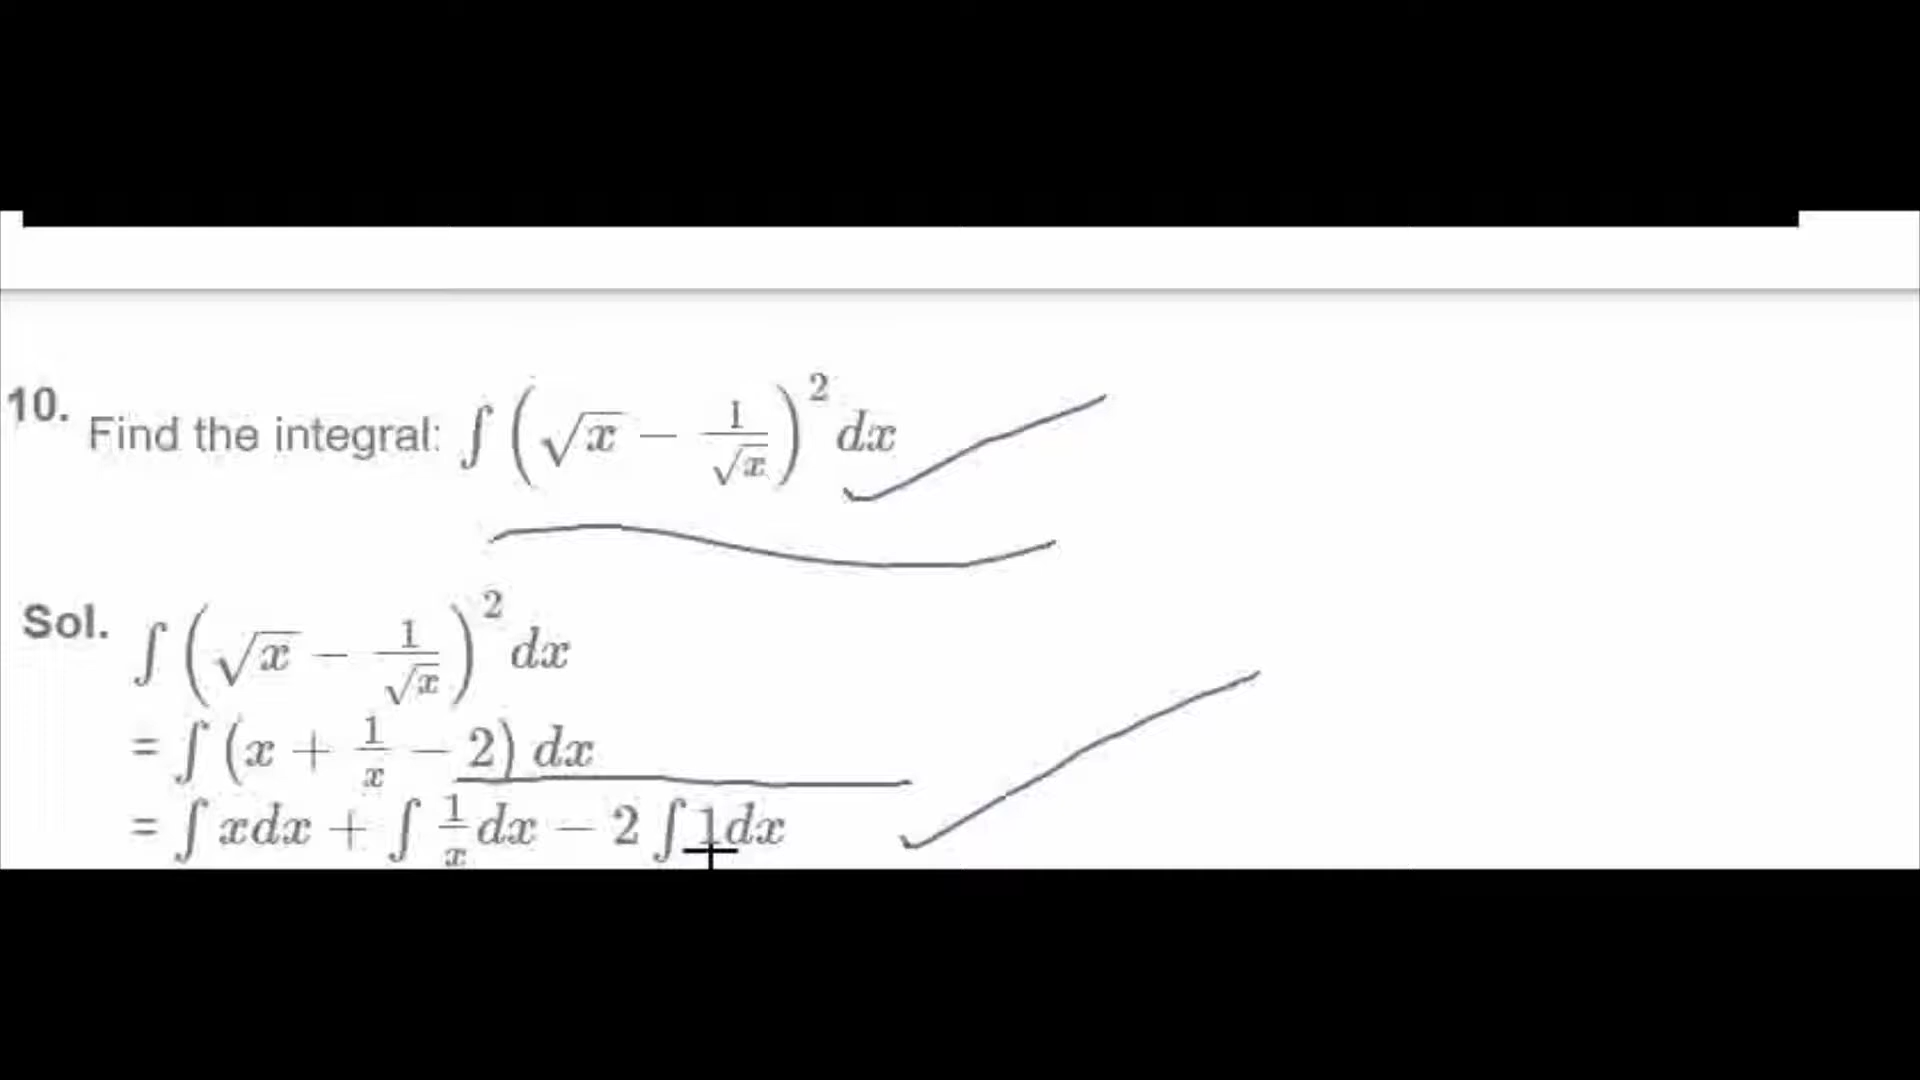 10. Find the integral: ∫ (√x − 1/√x)² dx
Sol. ∫ (√x − 1/√x)² dx
= ∫ (x + 1/x − 2) dx
= ∫ xdx + ∫ 1/x dx − 2 ∫ 1dx